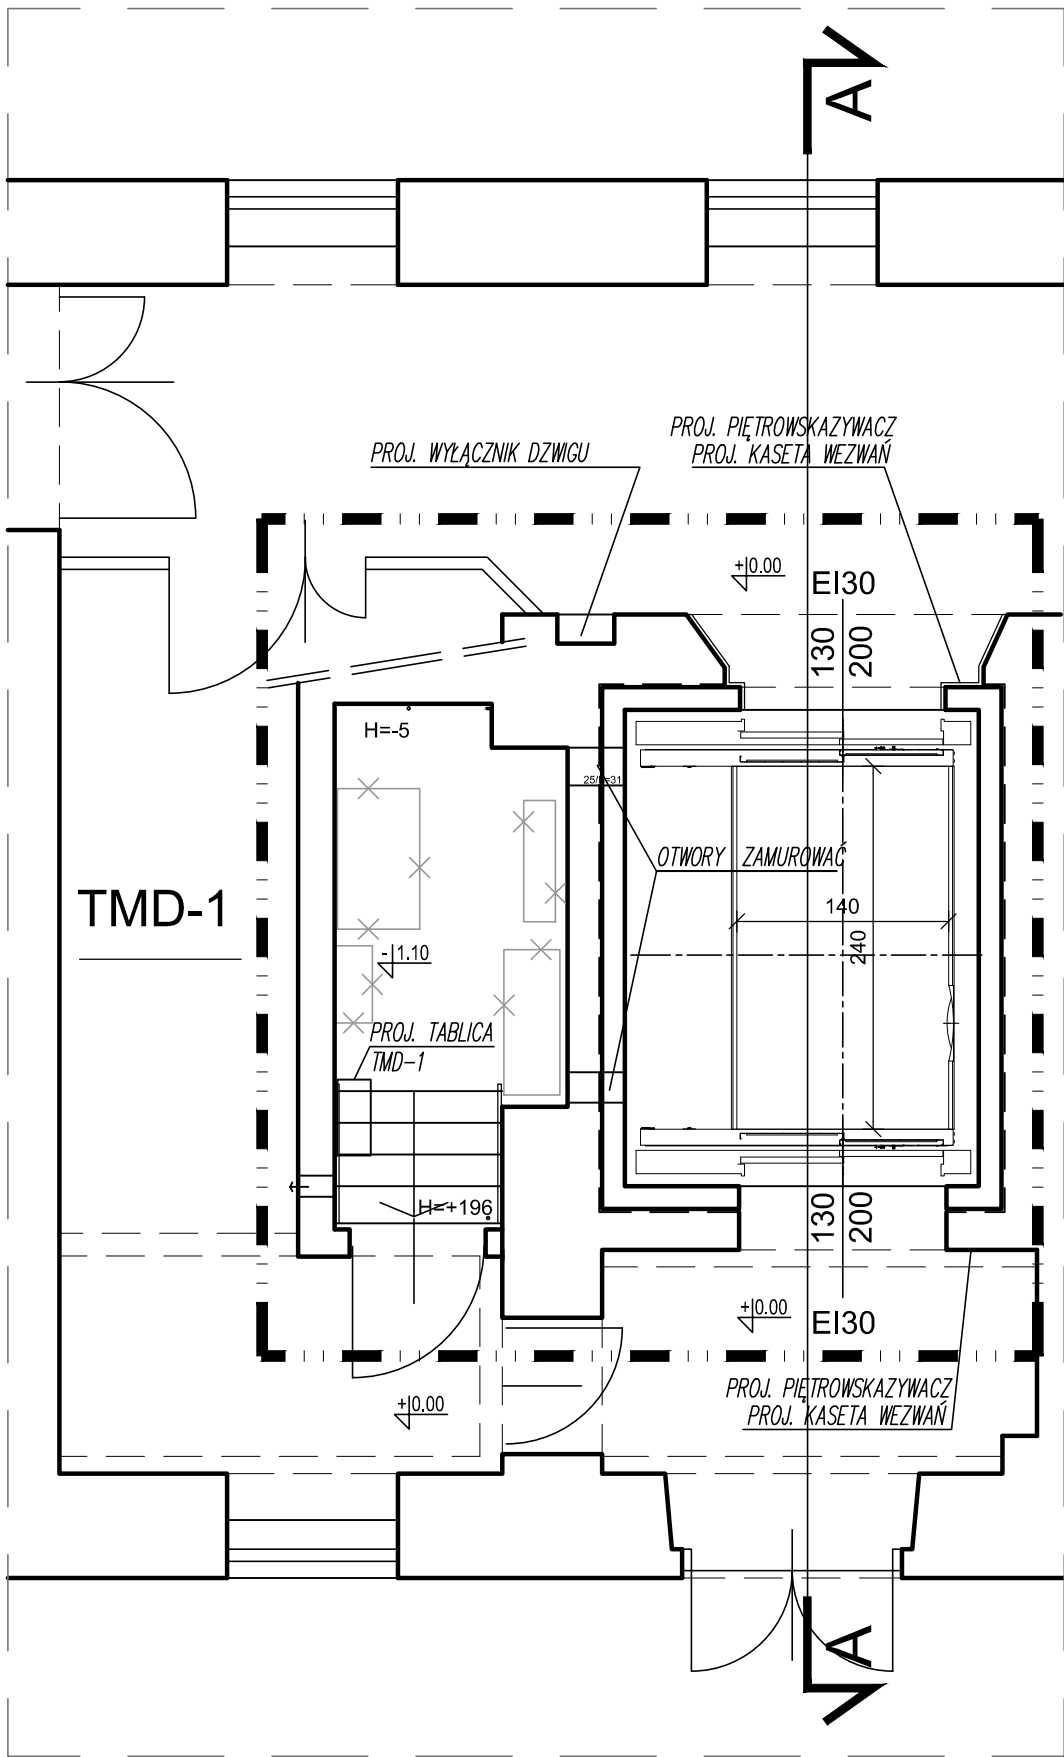 A
PROJ. WYŁĄCZNIK DZWIGU
PROJ. PIĘTROWSKAZYWACZ
PROJ. KASETA WEZWAŃ
+0.00
EI30
130
200
H=-5
OTWORY ZAMUROWAĆ
TMD-1
140
240
-1.10
PROJ. TABLICA
TMD-1
H=+196
130
200
+0.00
EI30
PROJ. PIĘTROWSKAZYWACZ
PROJ. KASETA WEZWAŃ
+0.00
A